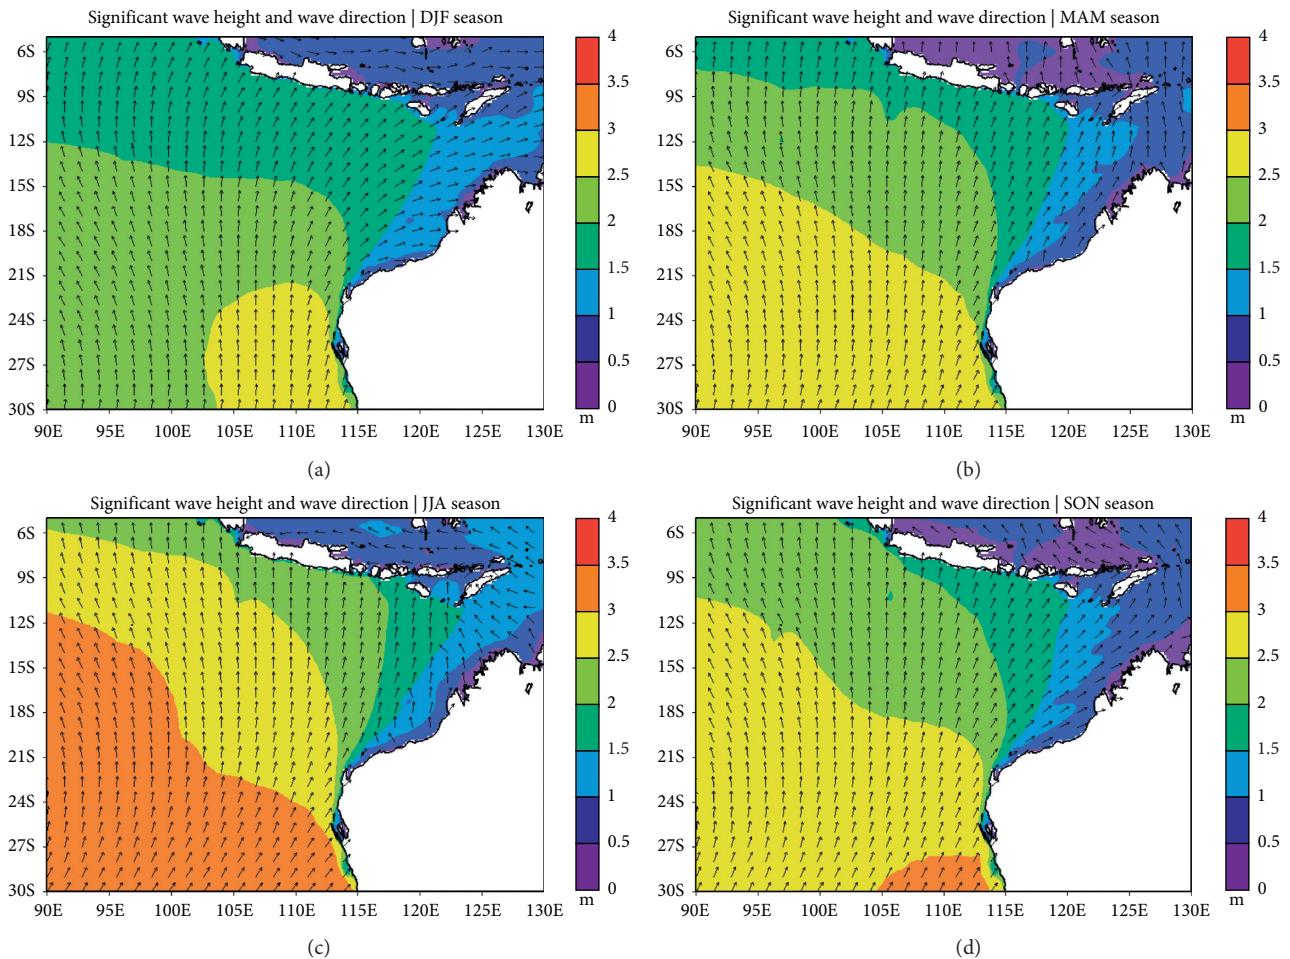 Significant wave height and wave direction | DJF season
6S
9S
12S
15S
18S
21S
24S
27S
30S
90E 95E 100E 105E 110E 115E 120E 125E 130E
4
3.5
3
2.5
2
1.5
1
0.5
0
m
(a)
Significant wave height and wave direction | MAM season
6S
9S
12S
15S
18S
21S
24S
27S
30S
90E 95E 100E 105E 110E 115E 120E 125E 130E
4
3.5
3
2.5
2
1.5
1
0.5
0
m
(b)
Significant wave height and wave direction | JJA season
6S
9S
12S
15S
18S
21S
24S
27S
30S
90E 95E 100E 105E 110E 115E 120E 125E 130E
4
3.5
3
2.5
2
1.5
1
0.5
0
m
(c)
Significant wave height and wave direction | SON season
6S
9S
12S
15S
18S
21S
24S
27S
30S
90E 95E 100E 105E 110E 115E 120E 125E 130E
4
3.5
3
2.5
2
1.5
1
0.5
0
m
(d)